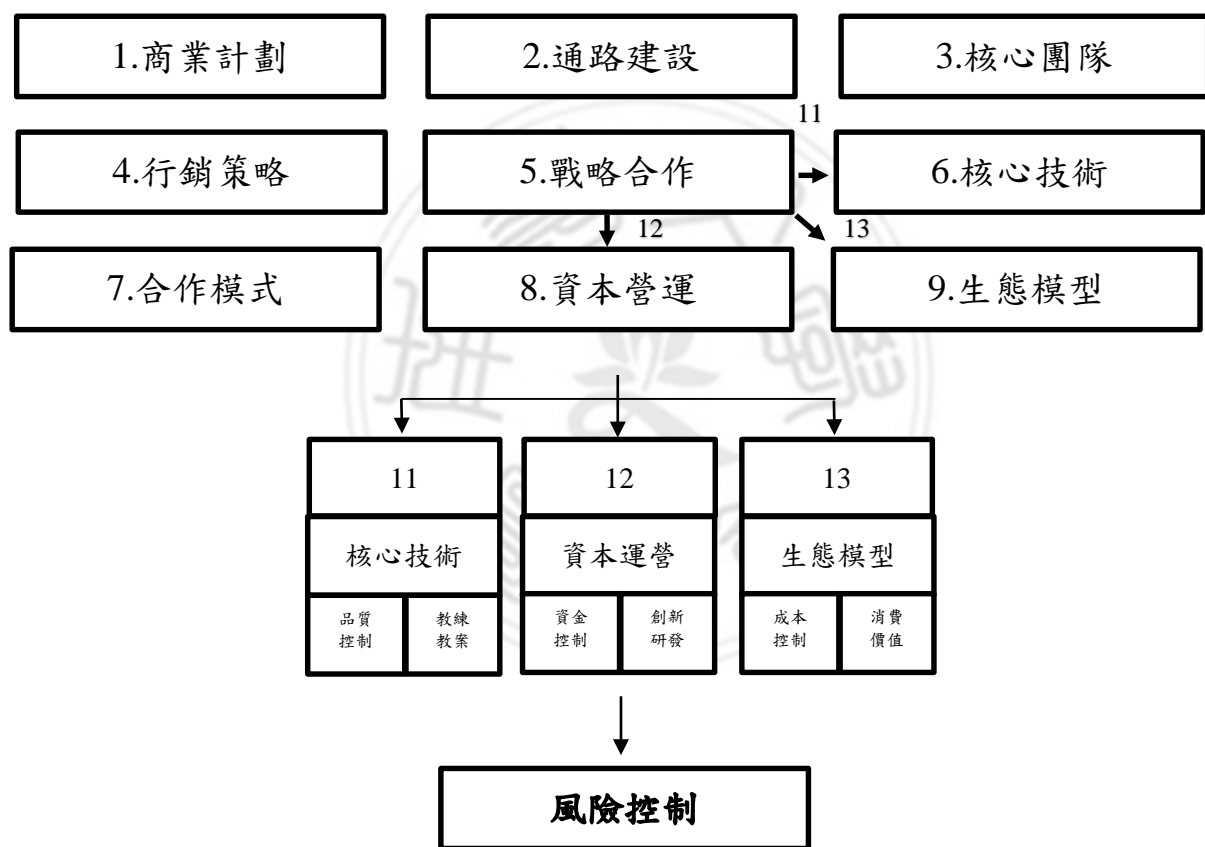 1.商業計劃
2.通路建設
3.核心團隊
11
4.行銷策略
5.戰略合作
6.核心技術
12
13
7.合作模式
8.資本營運
9.生態模型
11
12
13
核心技術
資本運營
生態模型
品質
控制
教練
教案
資金
控制
創新
研發
成本
控制
消費
價值
風險控制